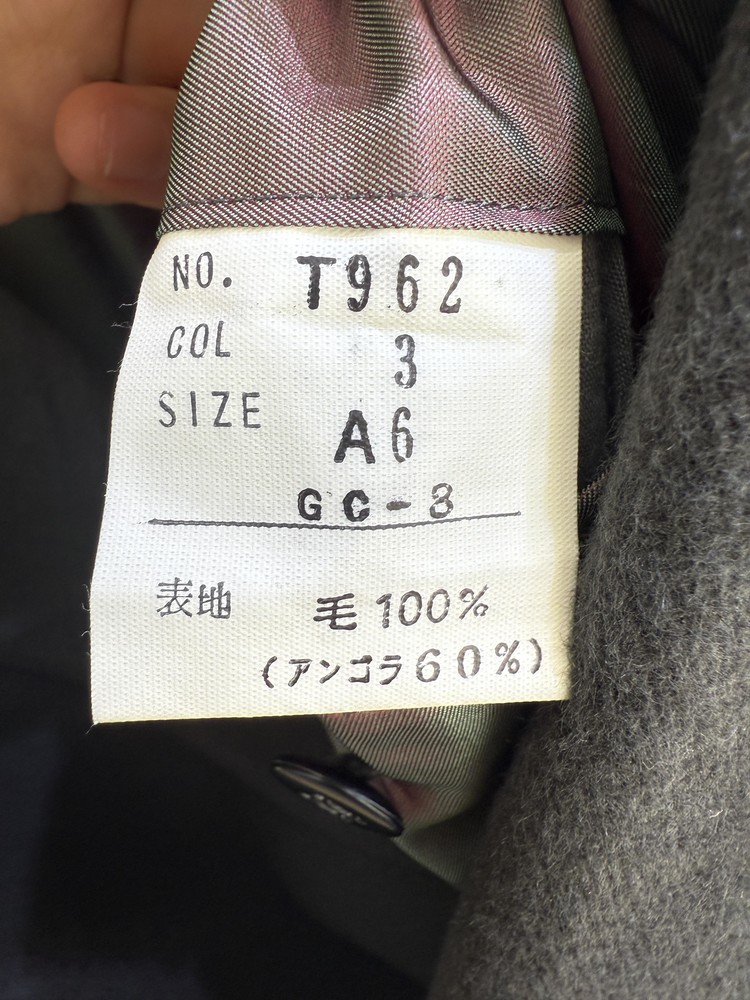 NO. T962
COL 3
SIZE A6
GC-3
表地 毛100%
(アンゴラ60%)